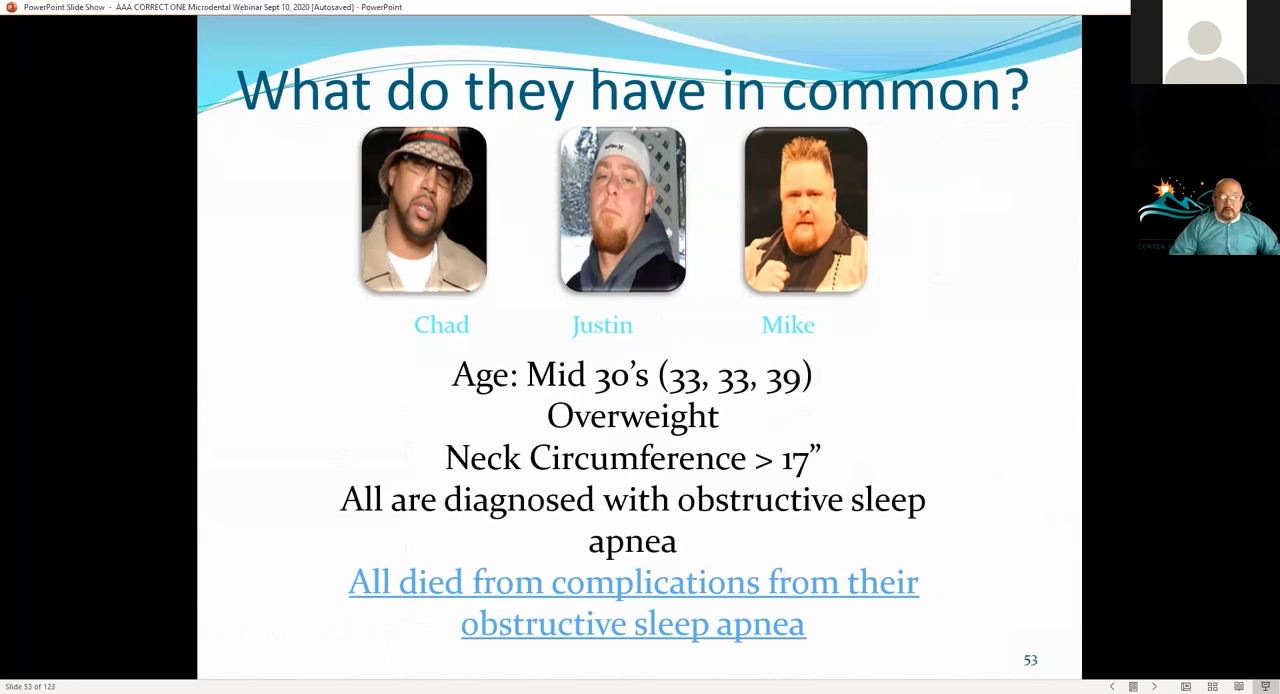 PowerPoint Slide Show - AAA CORRECT ONE Microdental Webinar Sept 10, 2020 [Autosaved] - PowerPoint
What do they have in common?
Chad Justin Mike
Age: Mid 30's (33, 33, 39)
Overweight
Neck Circumference > 17”
All are diagnosed with obstructive sleep
apnea
All died from complications from their
obstructive sleep apnea
53
CENTER
Slide 53 of 123